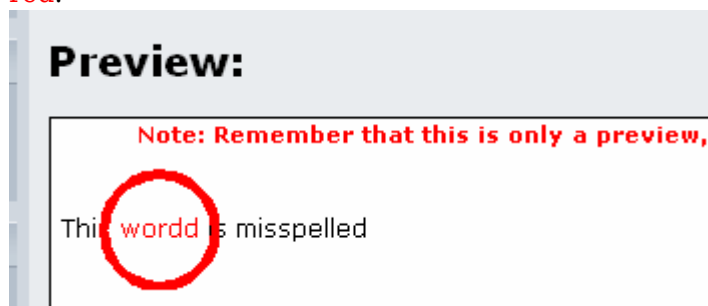 Preview:
Note: Remember that this is only a preview,
This wordd is misspelled